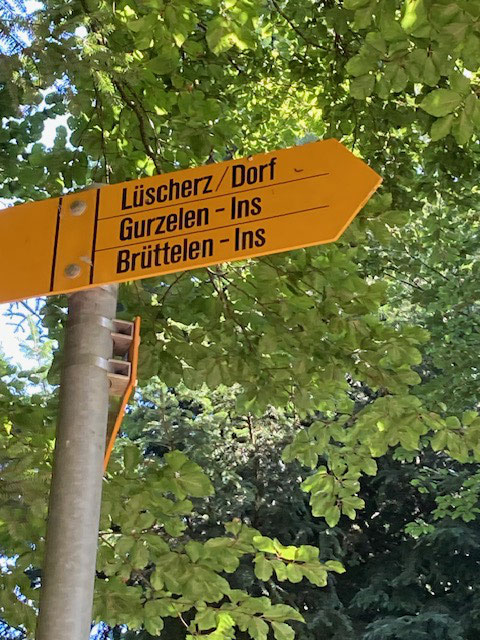 Lüscherz/Dorf
Gurzelen - Ins
Brüttelen - Ins